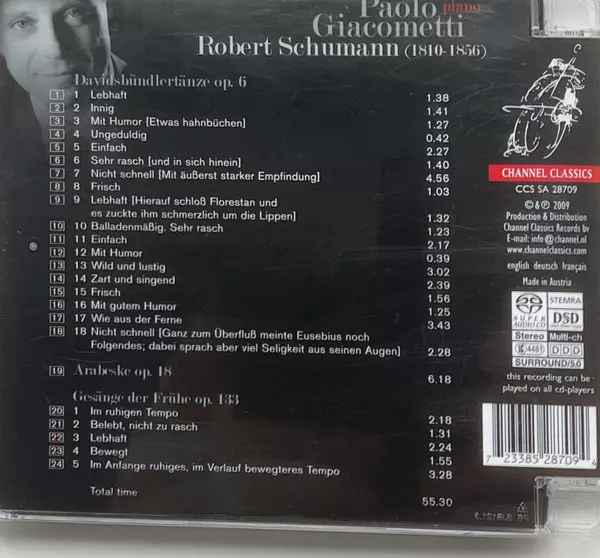 Paolo piano
Giacometti
Robert Schumann (1810-1856)
Davidsbündlertänze op. 6
1 1 Lebhaft 1.38
2 2 Innig 1.41
3 3 Mit Humor [Etwas hahnbüchen] 1.27
4 4 Ungeduldig 0.42
5 5 Einfach 2.27
6 6 Sehr rasch [und in sich hinein] 1.40
7 7 Nicht schnell [Mit äußerst starker Empfindung] 4.56
8 8 Frisch 1.03
9 9 Lebhaft [Hierauf schloß Florestan und
es zuckte ihm schmerzlich um die Lippen] 1.32
10 10 Balladenmäßig. Sehr rasch 1.23
11 11 Einfach 2.17
12 12 Mit Humor 0.39
13 13 Wild und lustig 3.02
14 14 Zart und singend 2.39
15 15 Frisch 1.56
16 16 Mit gutem Humor 1.25
17 17 Wie aus der Ferne 3.43
18 18 Nicht schnell [Ganz zum Überfluß meinte Eusebius noch
Folgendes; dabei sprach aber viel Seligkeit aus seinen Augen] 2.28
19 Arabeske op. 18 6.18
Gesänge der Frühe op. 133
20 1 Im ruhigen Tempo 2.18
21 2 Belebt, nicht zu rasch 1.31
22 3 Lebhaft 2.24
23 4 Bewegt 1.55
24 5 Im Anfange ruhiges, im Verlauf bewegteres Tempo 3.28
Total time 55.30
CHANNEL CLASSICS
CCS SA 28709
© & ℗ 2009
Production & Distribution
Channel Classics Records bv
E-mail: info@channel.nl
www.channelclassics.com
english deutsch français
Made in Austria
SUPER AUDIO CD
STEMRA
DSD
Stereo Multi-ch
LC 4481 DDD
SURROUND/5.0
this recording can be
played on all cd-players
7 23385 28709 4